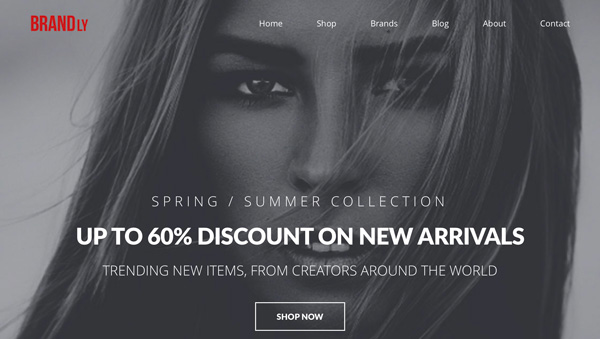 BRANDLY
Home Shop Brands Blog About Contact
SPRING / SUMMER COLLECTION
UP TO 60% DISCOUNT ON NEW ARRIVALS
TRENDING NEW ITEMS, FROM CREATORS AROUND THE WORLD
SHOP NOW